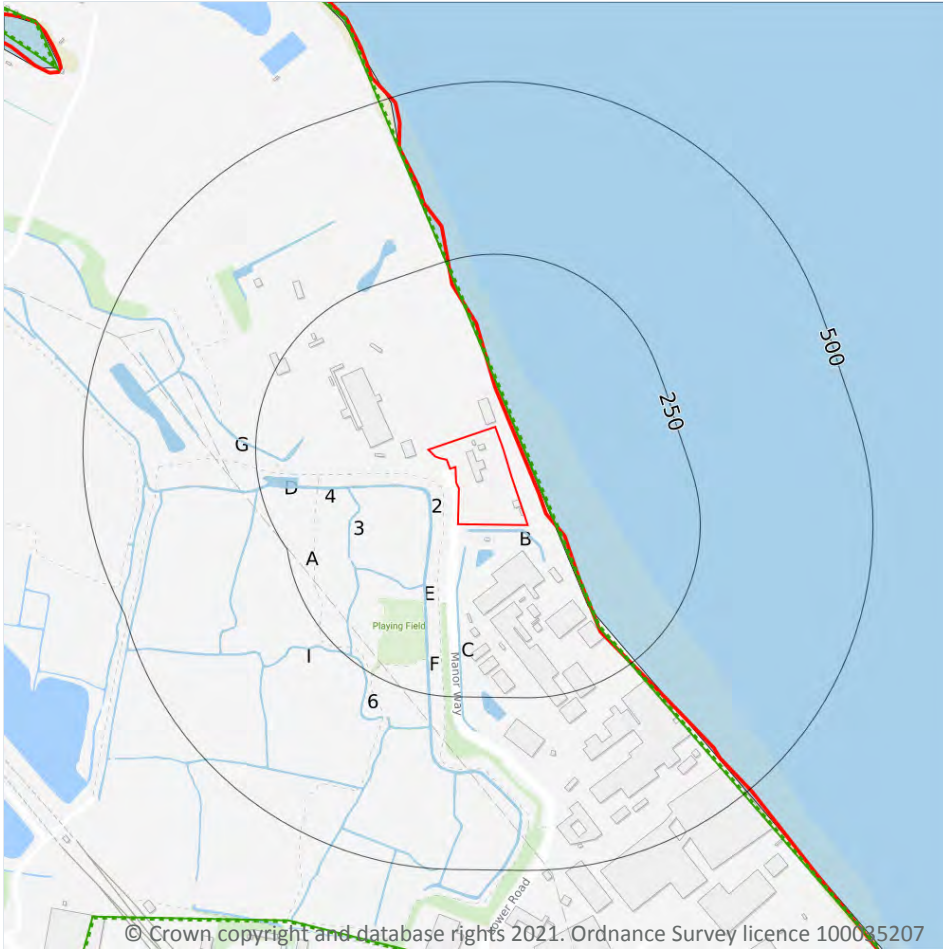 500
250
G
D
4
2
3
B
A
E
Playing Field
C
I
F
Manor Way
6
ower Road
© Crown copyright and database rights 2021. Ordnance Survey licence 100035207